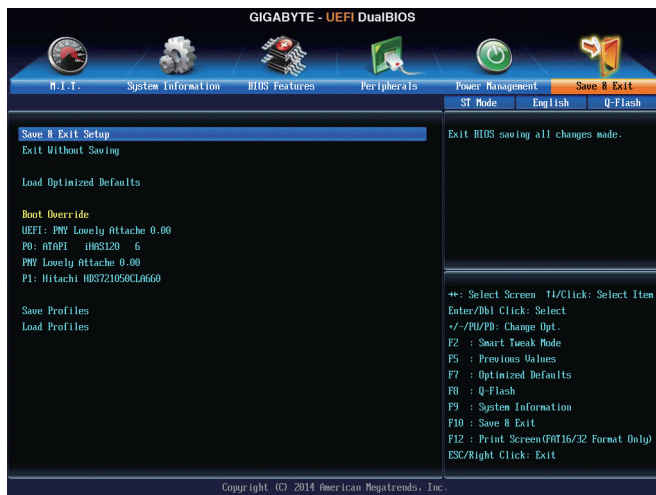 GIGABYTE - UEFI DualBIOS
M.I.T. System Information BIOS Features Peripherals Power Management Save & Exit
ST Mode English Q-Flash
Save & Exit Setup
Exit Without Saving
Load Optimized Defaults
Boot Override
UEFI: PNY Lovely Attache 0.00
P0: ATAPI iHAS120 6
PNY Lovely Attache 0.00
P1: Hitachi HDS721050CLA660
Save Profiles
Load Profiles
Exit BIOS saving all changes made.
→←: Select Screen ↑↓/Click: Select Item
Enter/Dbl Click: Select
+/-/PU/PD: Change Opt.
F2 : Smart Tweak Mode
F5 : Previous Values
F7 : Optimized Defaults
F8 : Q-Flash
F9 : System Information
F10 : Save & Exit
F12 : Print Screen(FAT16/32 Format Only)
ESC/Right Click: Exit
Copyright (C) 2014 American Megatrends, Inc.